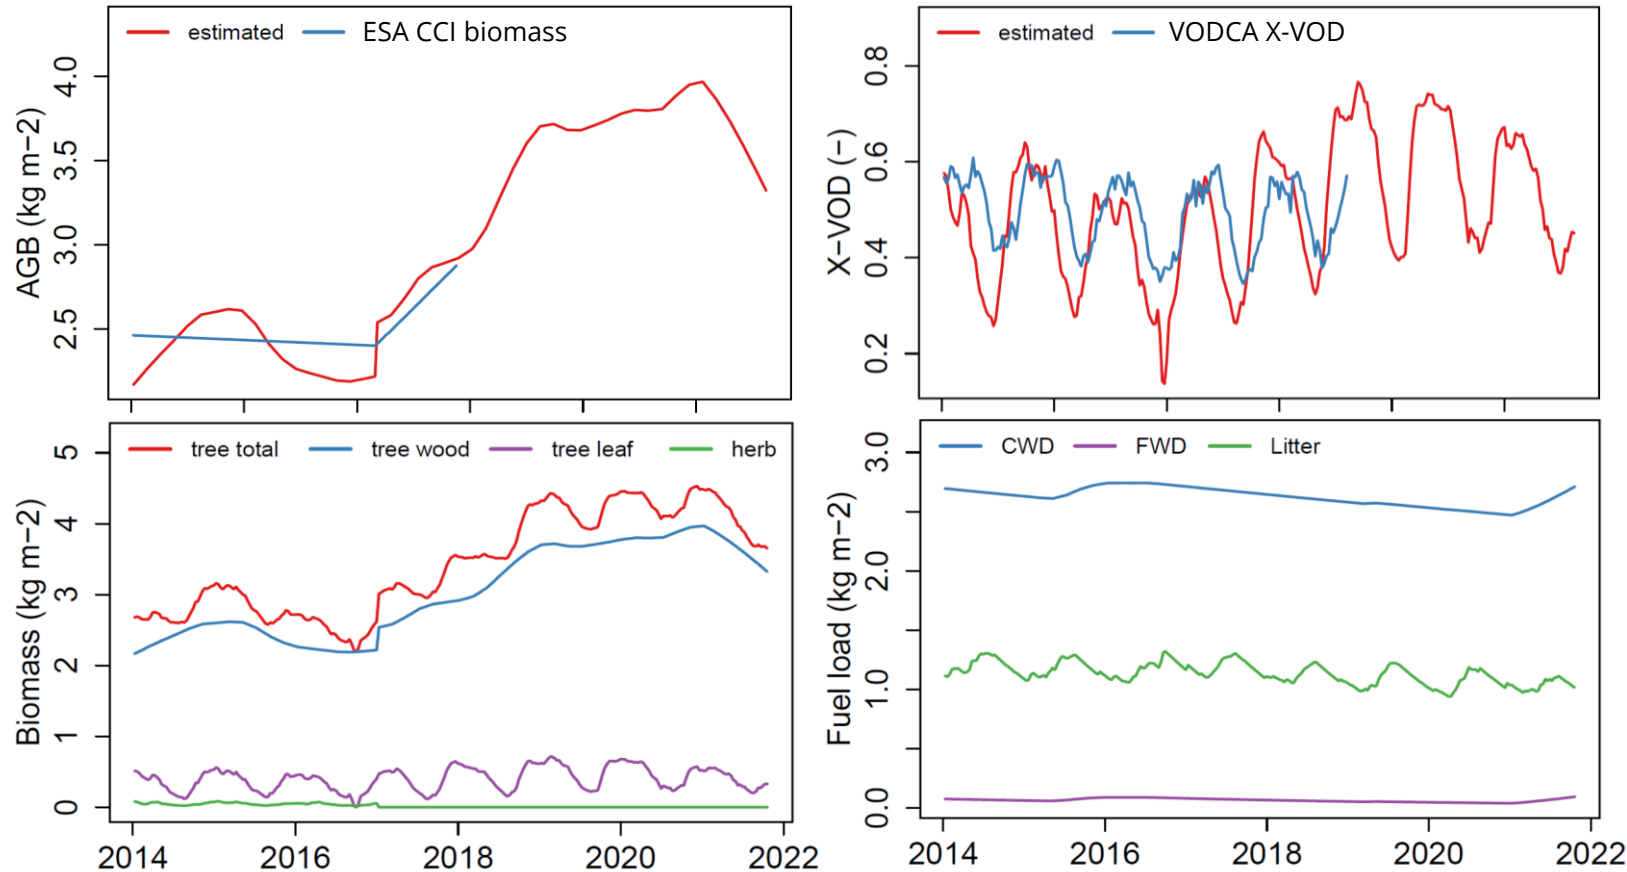 estimated ESA CCI biomass
AGB (kg m−2)
4.0
3.5
3.0
2.5
estimated VODCA X-VOD
X−VOD (−)
0.8
0.6
0.4
0.2
tree total tree wood tree leaf herb
Biomass (kg m−2)
5
4
3
2
1
0
2014 2016 2018 2020 2022
CWD FWD Litter
Fuel load (kg m−2)
3.0
2.0
1.0
0.0
2014 2016 2018 2020 2022